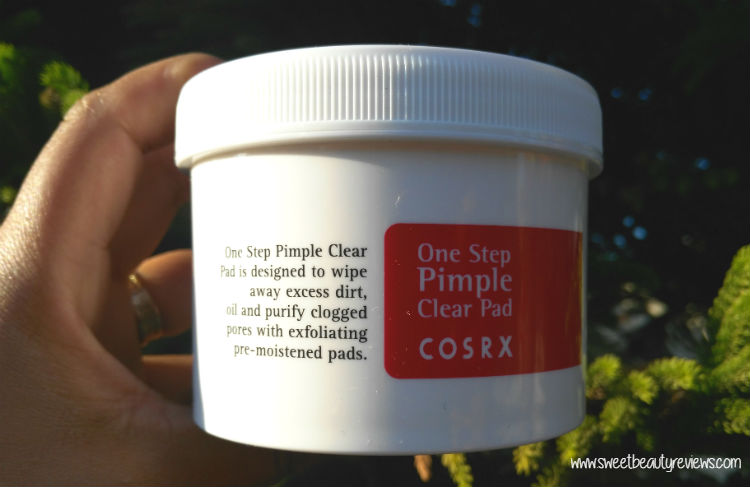 One Step Pimple Clear
Pad is designed to wipe
away excess dirt,
oil and purify clogged
pores with exfoliating
pre-moistened pads.
One Step
Pimple
Clear Pad
COSRX
www.sweetbeautyreviews.com